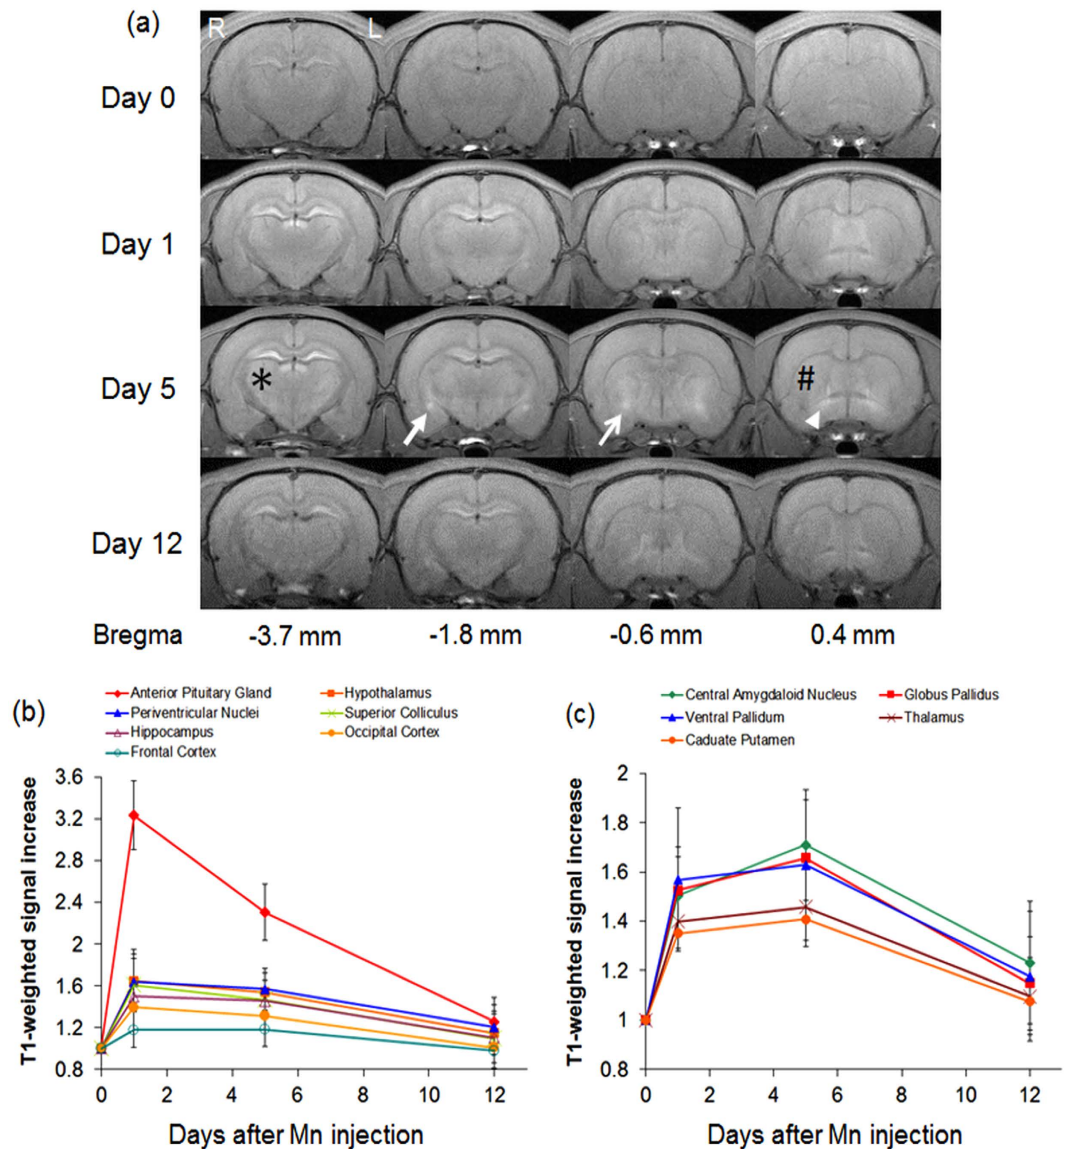 (a)
R L
Day 0
Day 1
Day 5
* #
Day 12
Bregma -3.7 mm -1.8 mm -0.6 mm 0.4 mm
(b)
Anterior Pituitary Gland Hypothalamus
Periventricular Nuclei Superior Colliculus
Hippocampus Occipital Cortex
Frontal Cortex
T1-weighted signal increase
3.6
3.2
2.8
2.4
2
1.6
1.2
0.8
0 2 4 6 8 10 12
Days after Mn injection
(c)
Central Amygdaloid Nucleus Globus Pallidus
Ventral Pallidum Thalamus
Caduate Putamen
T1-weighted signal increase
2
1.8
1.6
1.4
1.2
1
0.8
0 2 4 6 8 10 12
Days after Mn injection